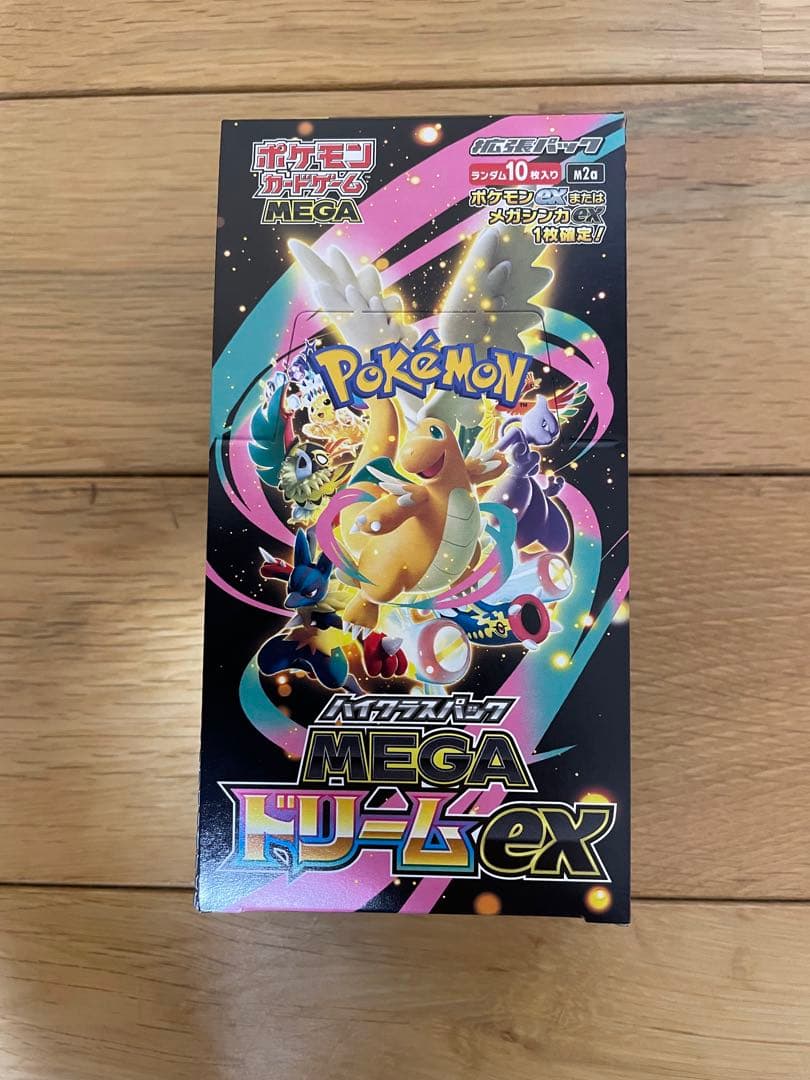 ポケモン
カードゲーム
MEGA
拡張パック
ランダム10枚入り M2a
ポケモンexまたは
メガシンカex
1枚確定!
POKéMON
ハイクラスパック
MEGA
ドリームex